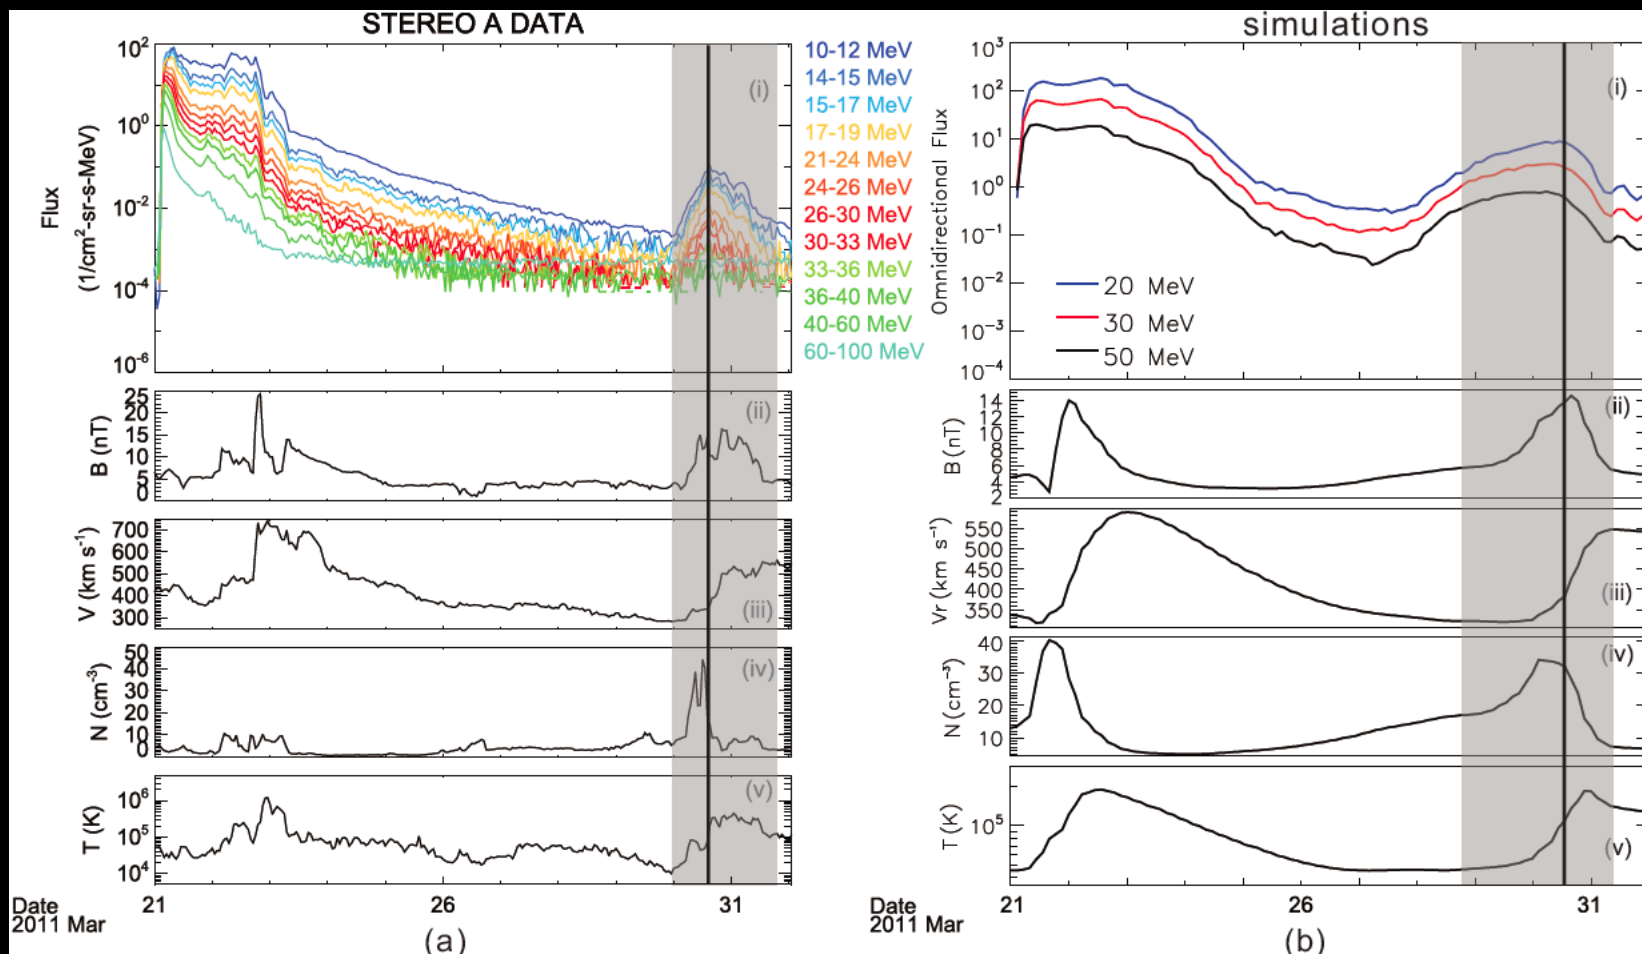 STEREO A DATA
10²
10⁰
10⁻²
10⁻⁴
10⁻⁶
Flux
(1/cm²-sr-s-MeV)
(i)
10-12 MeV
14-15 MeV
15-17 MeV
17-19 MeV
21-24 MeV
24-26 MeV
26-30 MeV
30-33 MeV
33-36 MeV
36-40 MeV
40-60 MeV
60-100 MeV
25
20
15
10
5
0
B (nT)
(ii)
700
600
500
400
300
V (km s⁻¹)
(iii)
50
40
30
20
10
0
N (cm⁻³)
(iv)
10⁶
10⁵
10⁴
T (K)
(v)
21
26
31
Date
2011 Mar
(a)
simulations
10³
10²
10¹
10⁰
10⁻¹
10⁻²
10⁻³
10⁻⁴
Omnidirectional Flux
(i)
20 MeV
30 MeV
50 MeV
14
12
10
8
6
4
2
B (nT)
(ii)
550
500
450
400
350
Vr (km s⁻¹)
(iii)
40
30
20
10
N (cm⁻³)
(iv)
10⁵
T (K)
(v)
21
26
31
Date
2011 Mar
(b)